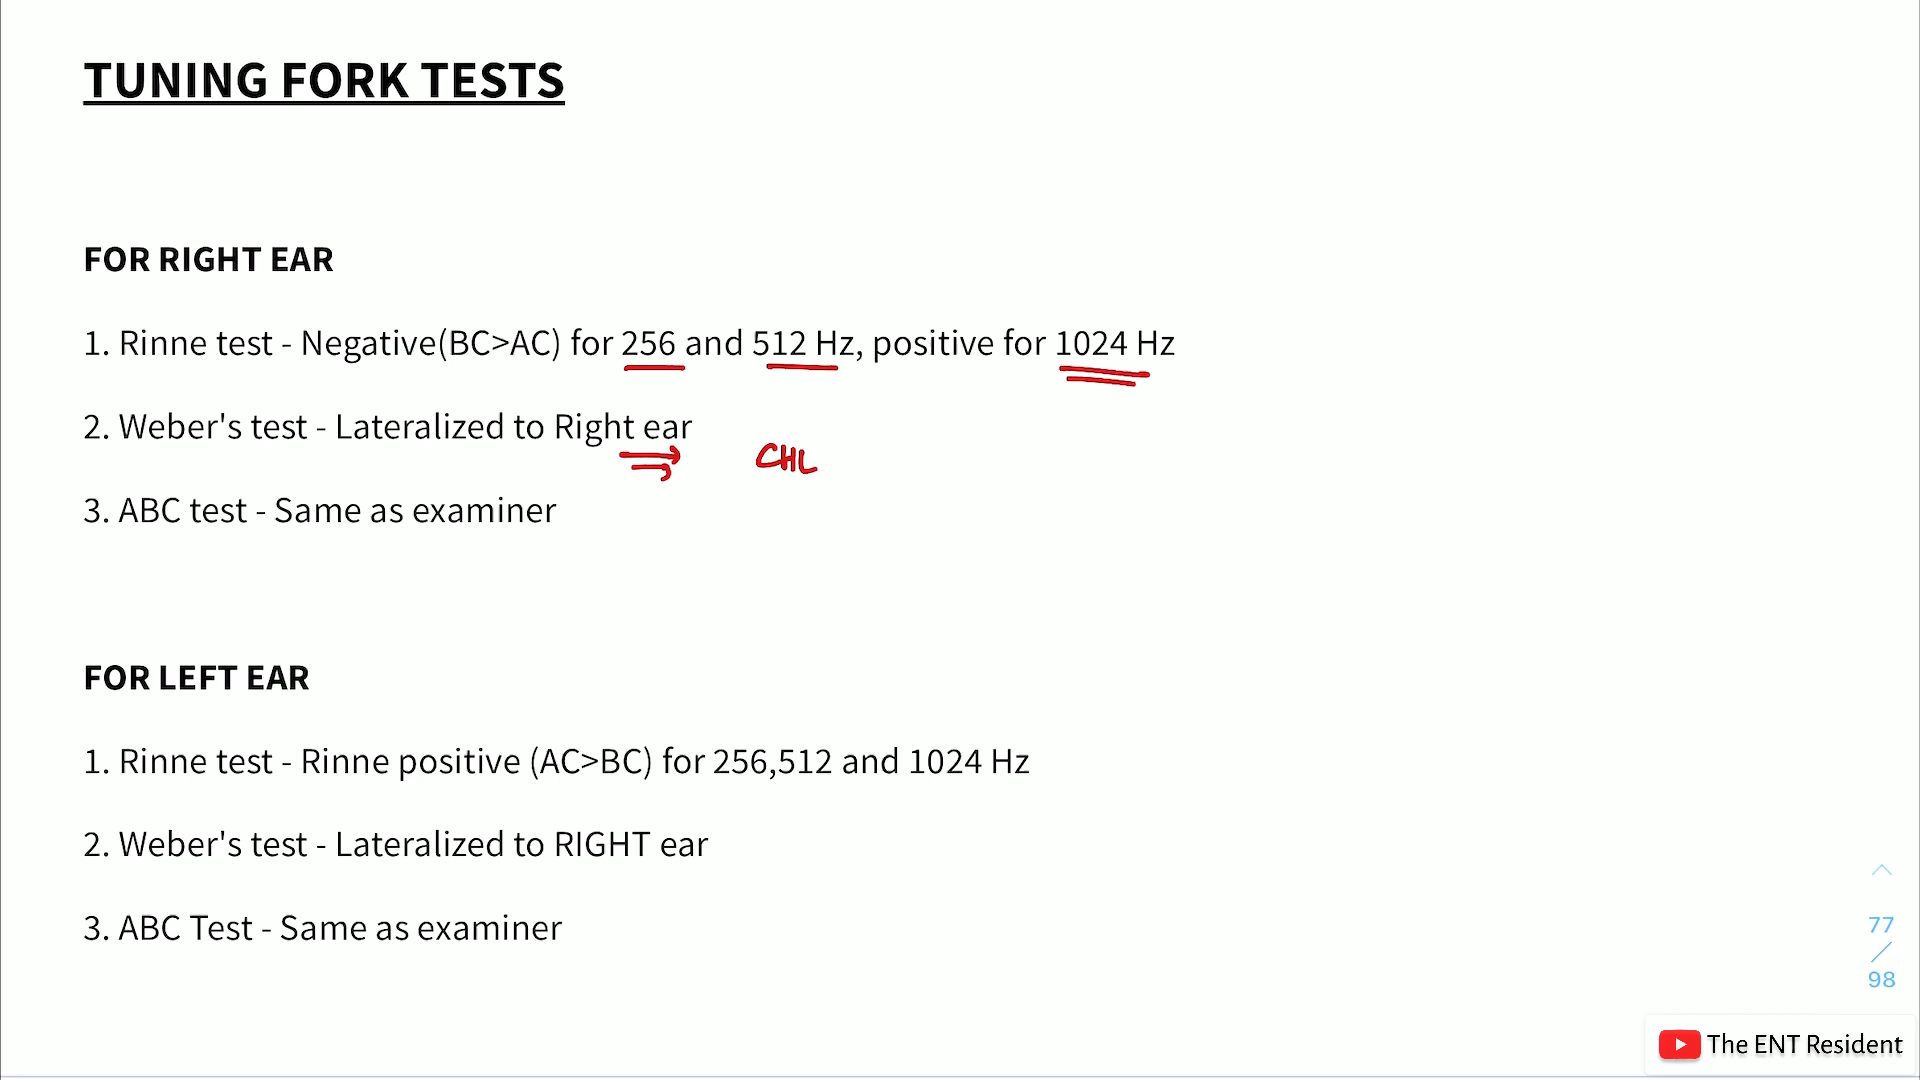 TUNING FORK TESTS
FOR RIGHT EAR
1. Rinne test - Negative(BC>AC) for 256 and 512 Hz, positive for 1024 Hz
2. Weber's test - Lateralized to Right ear
CHL
3. ABC test - Same as examiner
FOR LEFT EAR
1. Rinne test - Rinne positive (AC>BC) for 256,512 and 1024 Hz
2. Weber's test - Lateralized to RIGHT ear
3. ABC Test - Same as examiner
77
/
98
The ENT Resident